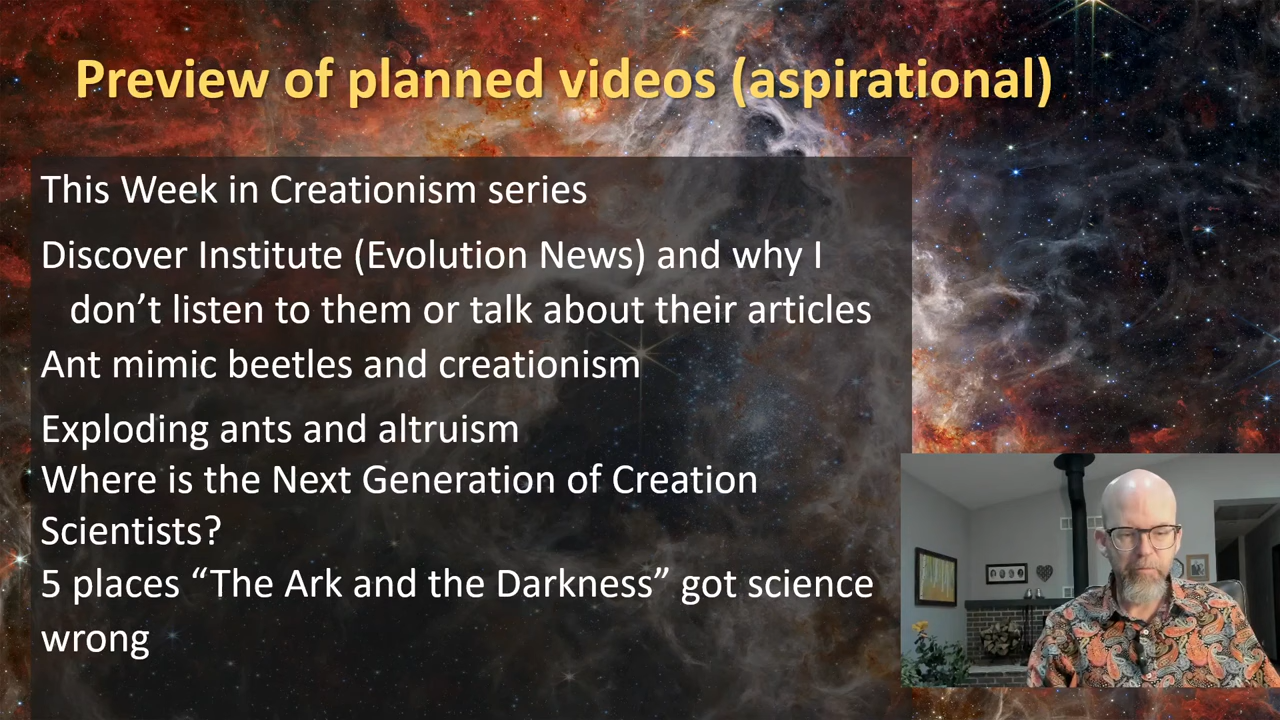 Preview of planned videos (aspirational)
This Week in Creationism series
Discover Institute (Evolution News) and why I
don’t listen to them or talk about their articles
Ant mimic beetles and creationism
Exploding ants and altruism
Where is the Next Generation of Creation
Scientists?
5 places “The Ark and the Darkness” got science
wrong